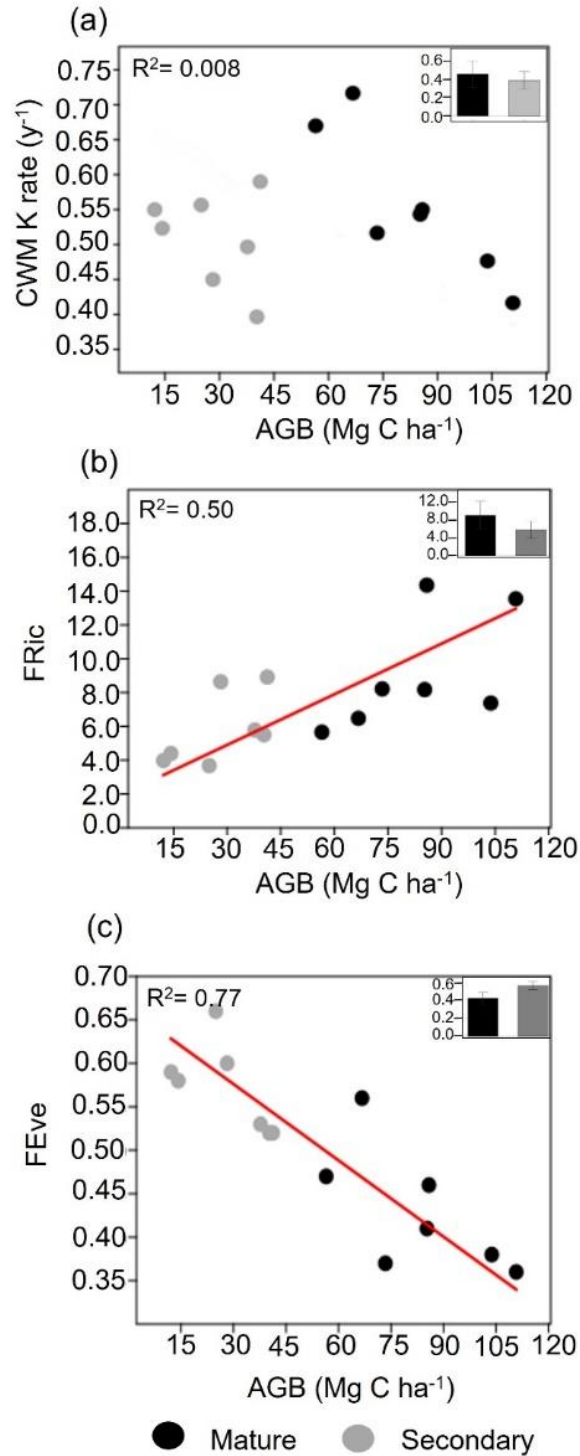 (a)
R²= 0.008
0.6
0.4
0.2
0.0
0.75
0.70
0.65
0.60
0.55
0.50
0.45
0.40
0.35
CWM K rate (y⁻¹)
15 30 45 60 75 90 105 120
AGB (Mg C ha⁻¹)
(b)
R²= 0.50
12.0
8.0
4.0
0.0
18.0
16.0
14.0
12.0
10.0
8.0
6.0
4.0
2.0
0.0
FRic
15 30 45 60 75 90 105 120
AGB (Mg C ha⁻¹)
(c)
R²= 0.77
0.6
0.4
0.2
0.0
0.70
0.65
0.60
0.55
0.50
0.45
0.40
0.35
FEve
15 30 45 60 75 90 105 120
AGB (Mg C ha⁻¹)
Mature Secondary